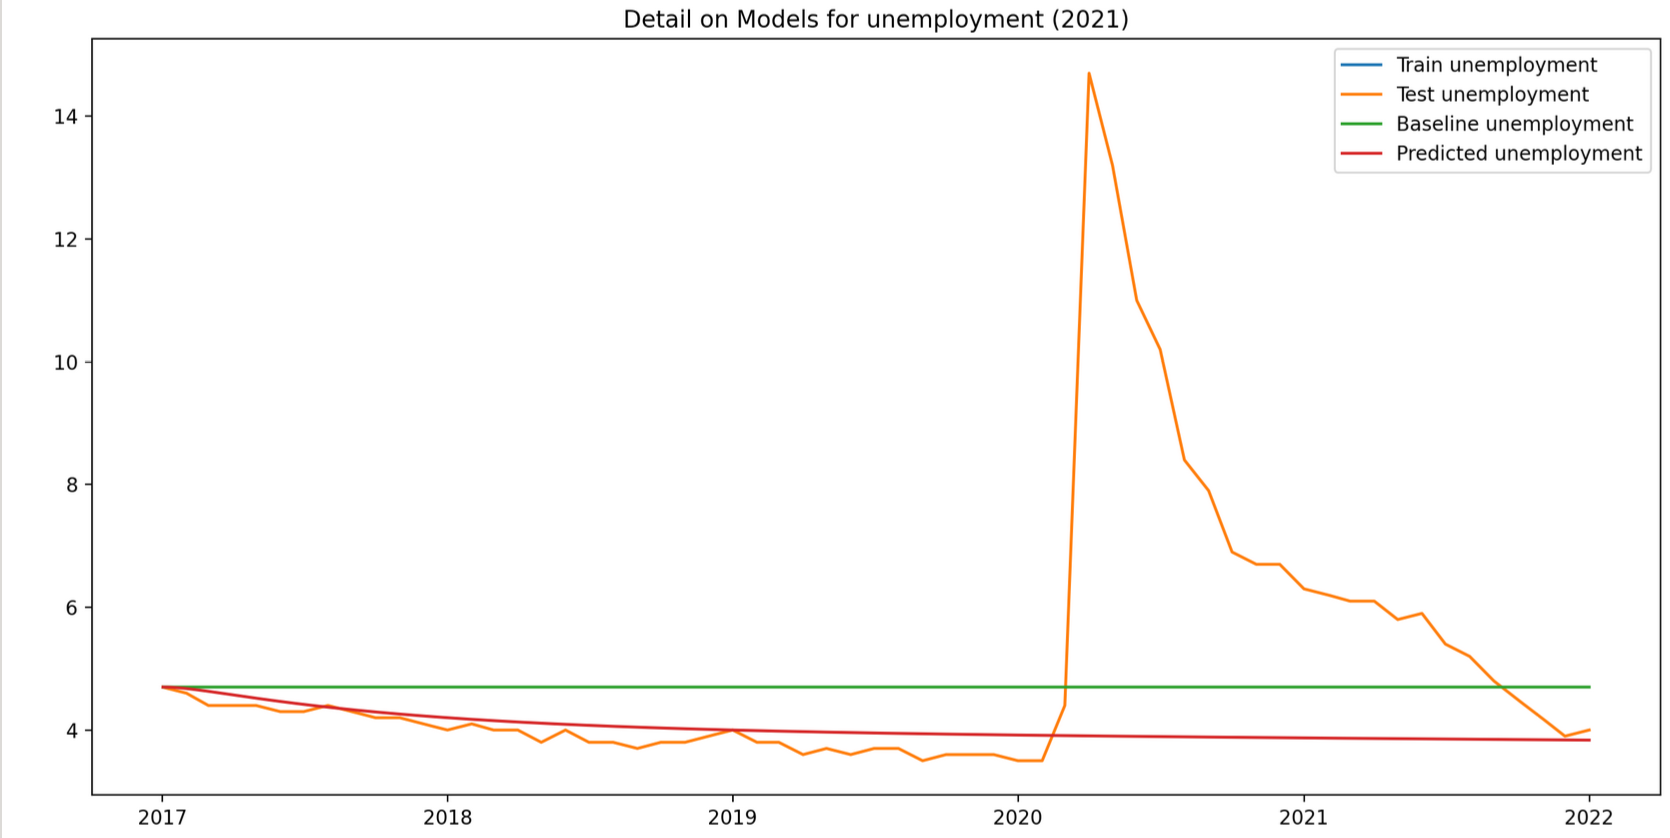 Detail on Models for unemployment (2021)
Train unemployment
Test unemployment
Baseline unemployment
Predicted unemployment
14
12
10
8
6
4
2017 2018 2019 2020 2021 2022